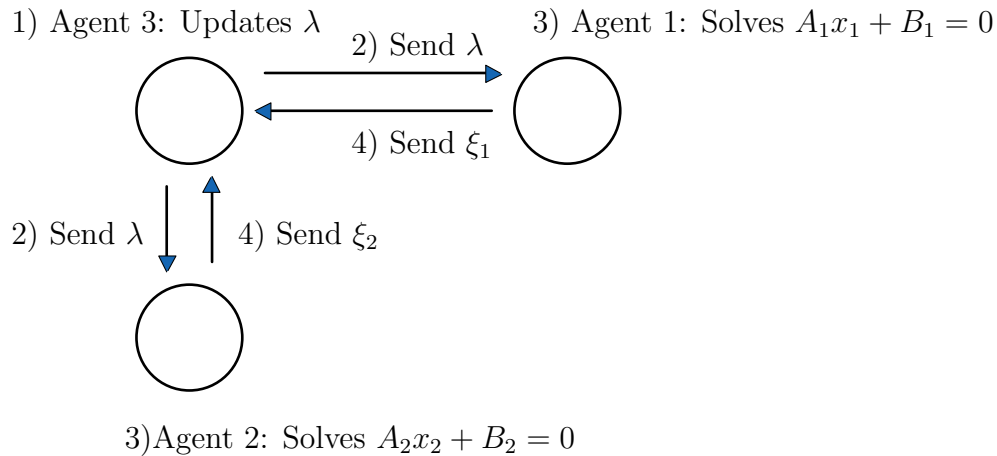 1) Agent 3: Updates λ
3) Agent 1: Solves A₁x₁ + B₁ = 0
2) Send λ
4) Send ξ₁
2) Send λ
4) Send ξ₂
3)Agent 2: Solves A₂x₂ + B₂ = 0